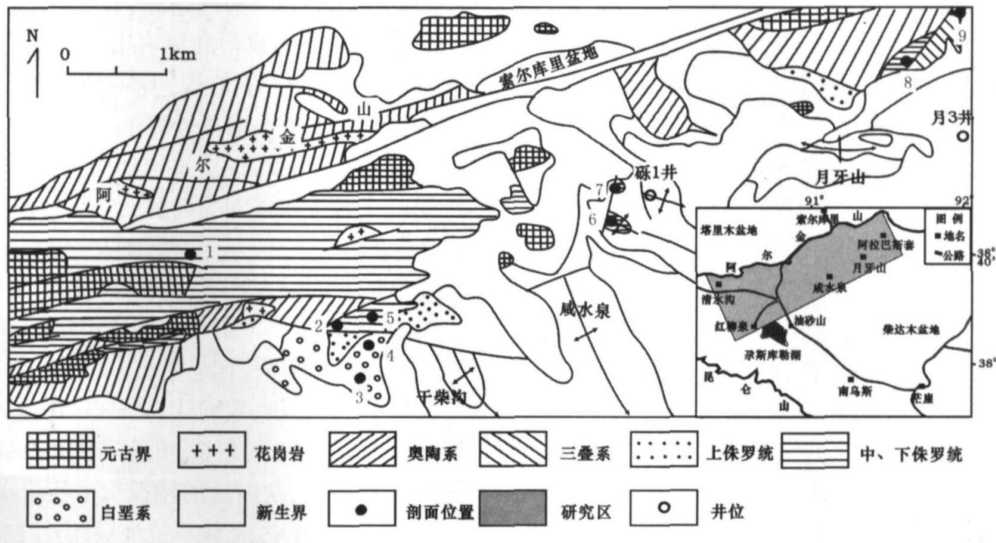 N
0 1km
索尔库里盆地
阿 尔 金 山
9
8
月3井
月牙山
砾1井
7
6
1
咸水泉
2
5
4
3
干柴沟
91° 92°
索尔库里
塔里木盆地
阿 尔 金 山
阿拉巴斯套
月牙山
咸水泉
清水沟
红柳泉
油砂山
尕斯库勒湖
柴达木盆地
昆 仑 山
南乌斯
茫崖
图 例
地名
公路
40′
38°
元古界 花岗岩 奥陶系 三叠系 上侏罗统 中、下侏罗统
白垩系 新生界 剖面位置 研究区 井位